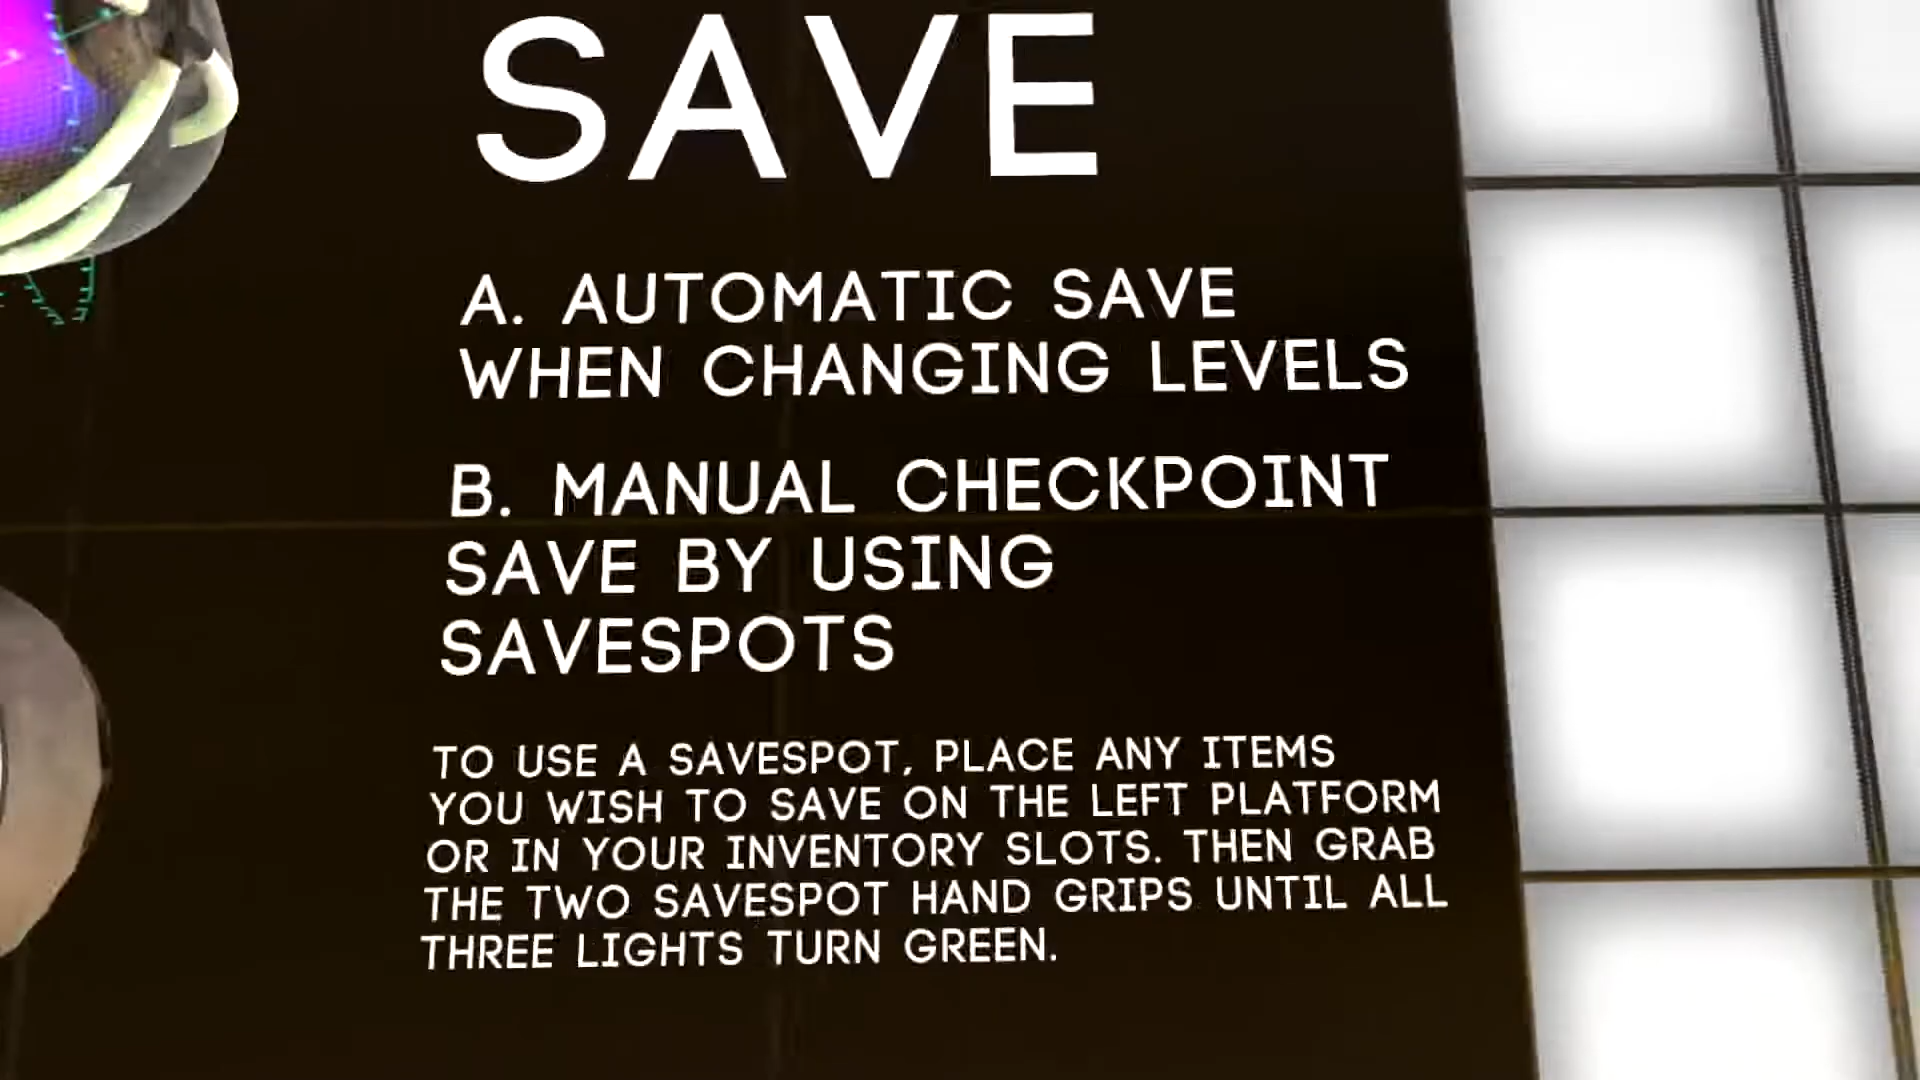 SAVE
A. AUTOMATIC SAVE
WHEN CHANGING LEVELS
B. MANUAL CHECKPOINT
SAVE BY USING
SAVESPOTS
TO USE A SAVESPOT, PLACE ANY ITEMS
YOU WISH TO SAVE ON THE LEFT PLATFORM
OR IN YOUR INVENTORY SLOTS. THEN GRAB
THE TWO SAVESPOT HAND GRIPS UNTIL ALL
THREE LIGHTS TURN GREEN.